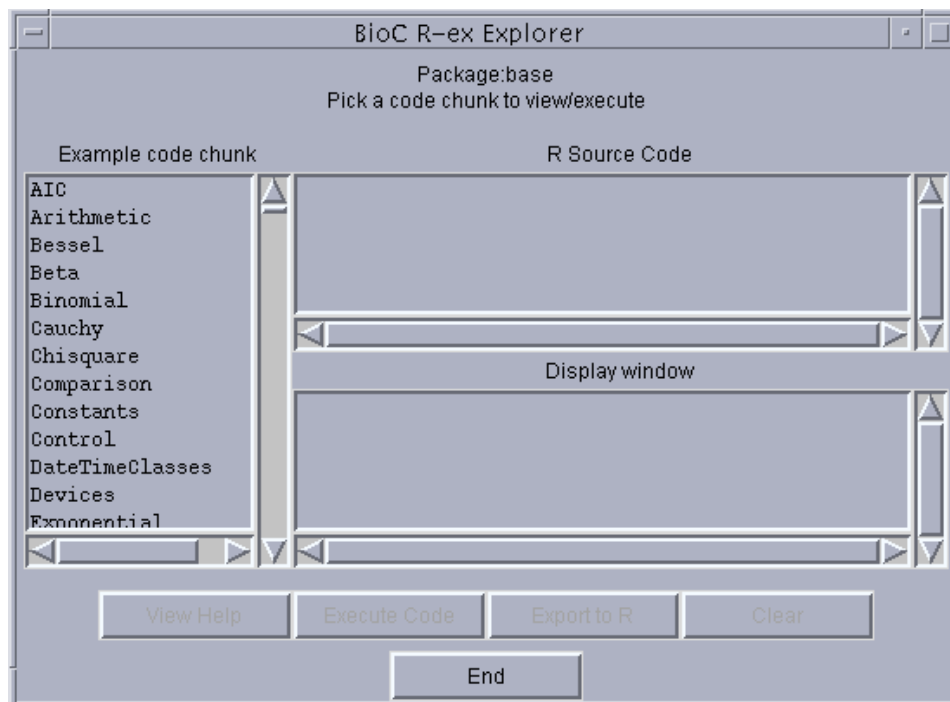 BioC R-ex Explorer
Package:base
Pick a code chunk to view/execute
Example code chunk
R Source Code
AIC
Arithmetic
Bessel
Beta
Binomial
Cauchy
Chisquare
Comparison
Constants
Control
DateTimeClasses
Devices
Exponential
Display window
View Help
Execute Code
Export to R
Clear
End